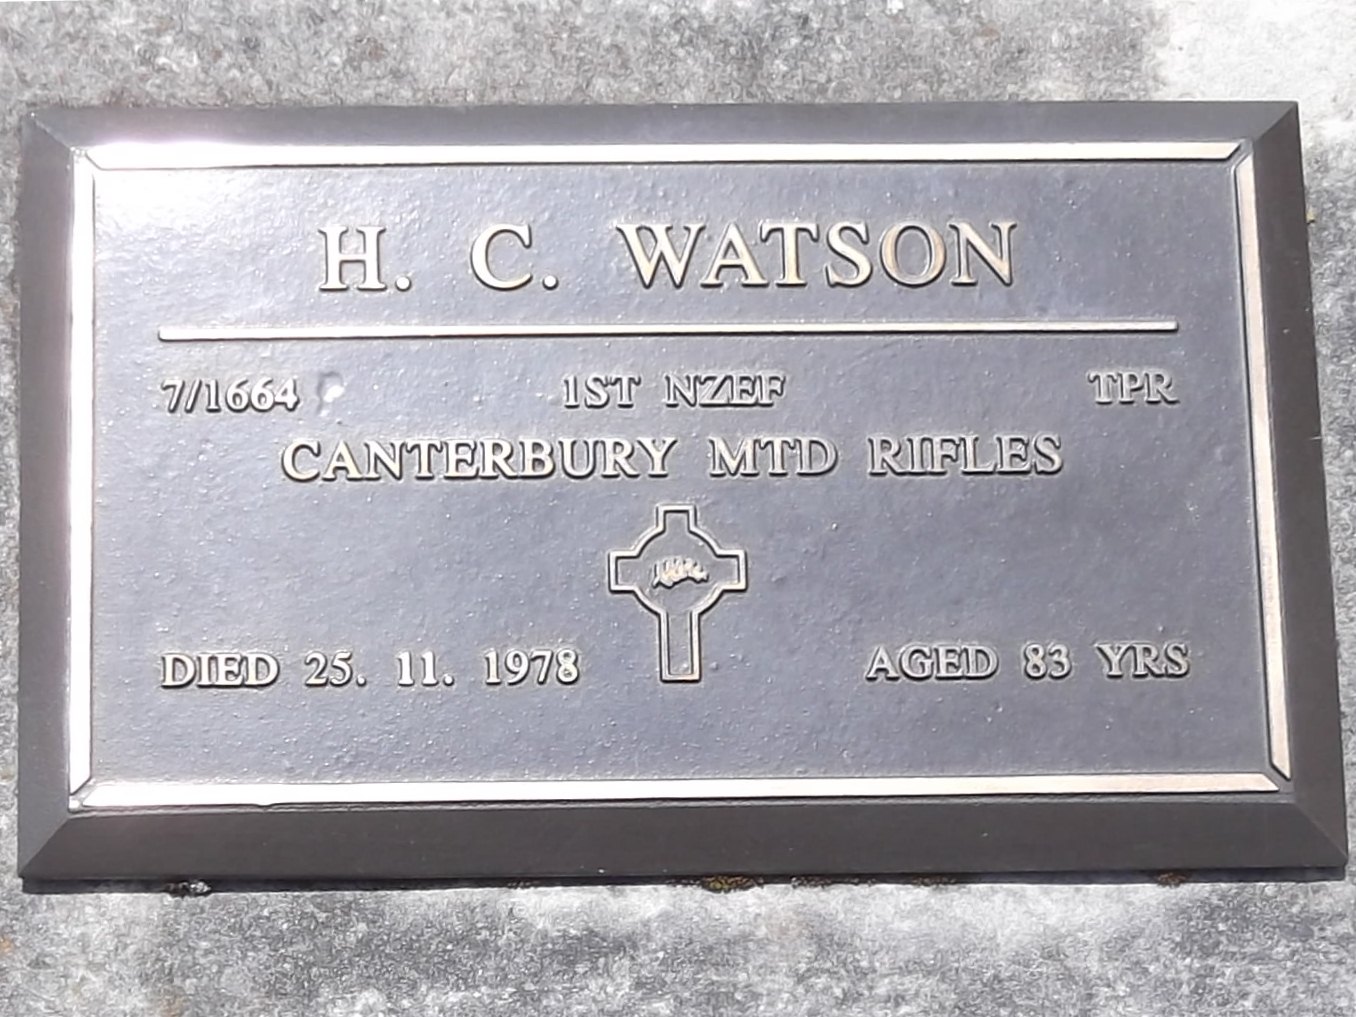 H. C. WATSON
7/1664 1ST NZEF TPR
CANTERBURY MTD RIFLES
DIED 25. 11. 1978 AGED 83 YRS